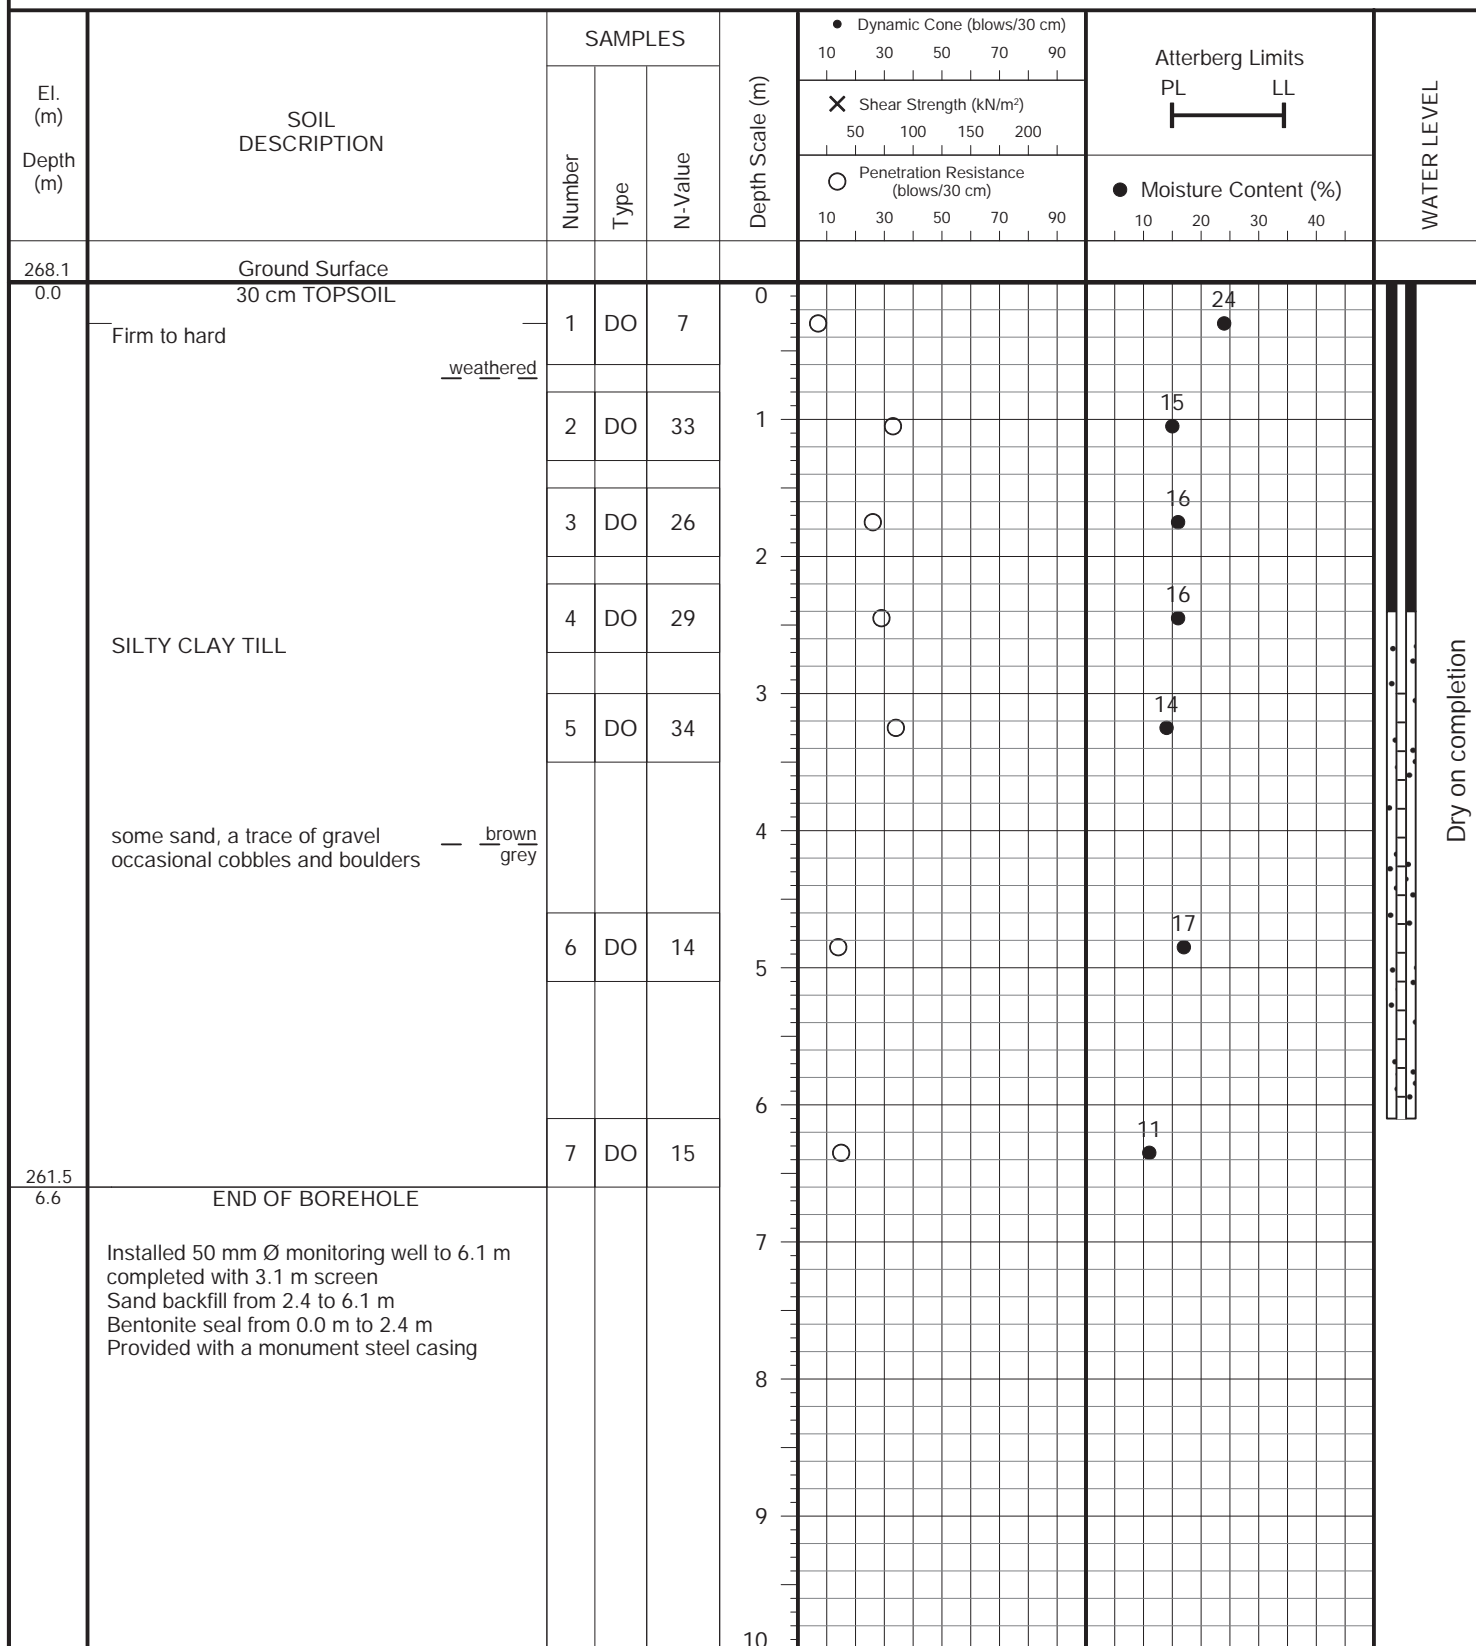 El.
(m)
Depth
(m)
SOIL
DESCRIPTION
SAMPLES
Number
Type
N-Value
Depth Scale (m)
Dynamic Cone (blows/30 cm)
10 30 50 70 90
Shear Strength (kN/m²)
50 100 150 200
Penetration Resistance
(blows/30 cm)
10 30 50 70 90
Atterberg Limits
PL LL
Moisture Content (%)
10 20 30 40
WATER LEVEL
268.1 Ground Surface
0.0 30 cm TOPSOIL 0
24
Firm to hard 1 DO 7
weathered
15
2 DO 33 1
16
3 DO 26
2
16
4 DO 29
SILTY CLAY TILL
3
14
5 DO 34
Dry on completion
4
some sand, a trace of gravel brown
occasional cobbles and boulders grey
17
6 DO 14
5
6
11
7 DO 15
261.5
6.6 END OF BOREHOLE
7
Installed 50 mm Ø monitoring well to 6.1 m
completed with 3.1 m screen
Sand backfill from 2.4 to 6.1 m
Bentonite seal from 0.0 m to 2.4 m
Provided with a monument steel casing
8
9
10